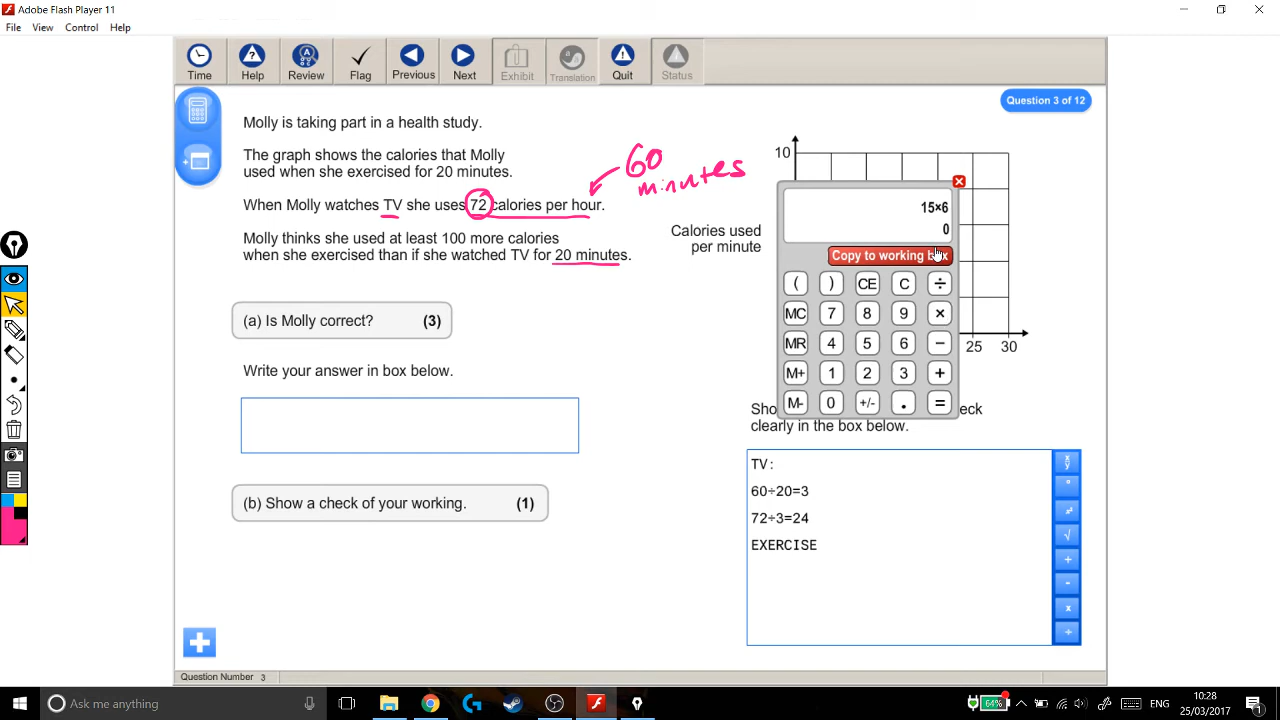 Adobe Flash Player 11
File View Control Help
Time Help Review Flag Previous Next Exhibit Translation Quit Status
Question 3 of 12
Molly is taking part in a health study.
The graph shows the calories that Molly
used when she exercised for 20 minutes.
60
minutes
When Molly watches TV she uses 72 calories per hour.
Molly thinks she used at least 100 more calories
when she exercised than if she watched TV for 20 minutes.
(a) Is Molly correct? (3)
Write your answer in box below.
(b) Show a check of your working. (1)
10
Calories used
per minute
25 30
15×6
0
Copy to working box
( ) CE C ÷
MC 7 8 9 ×
MR 4 5 6 −
M+ 1 2 3 +
M- 0 +/- . =
clearly in the box below.
TV:
60÷20=3
72÷3=24
EXERCISE
x/y
°
√
+
-
x
÷
Question Number 3
Ask me anything
64%
ENG
10:28
25/03/2017
1